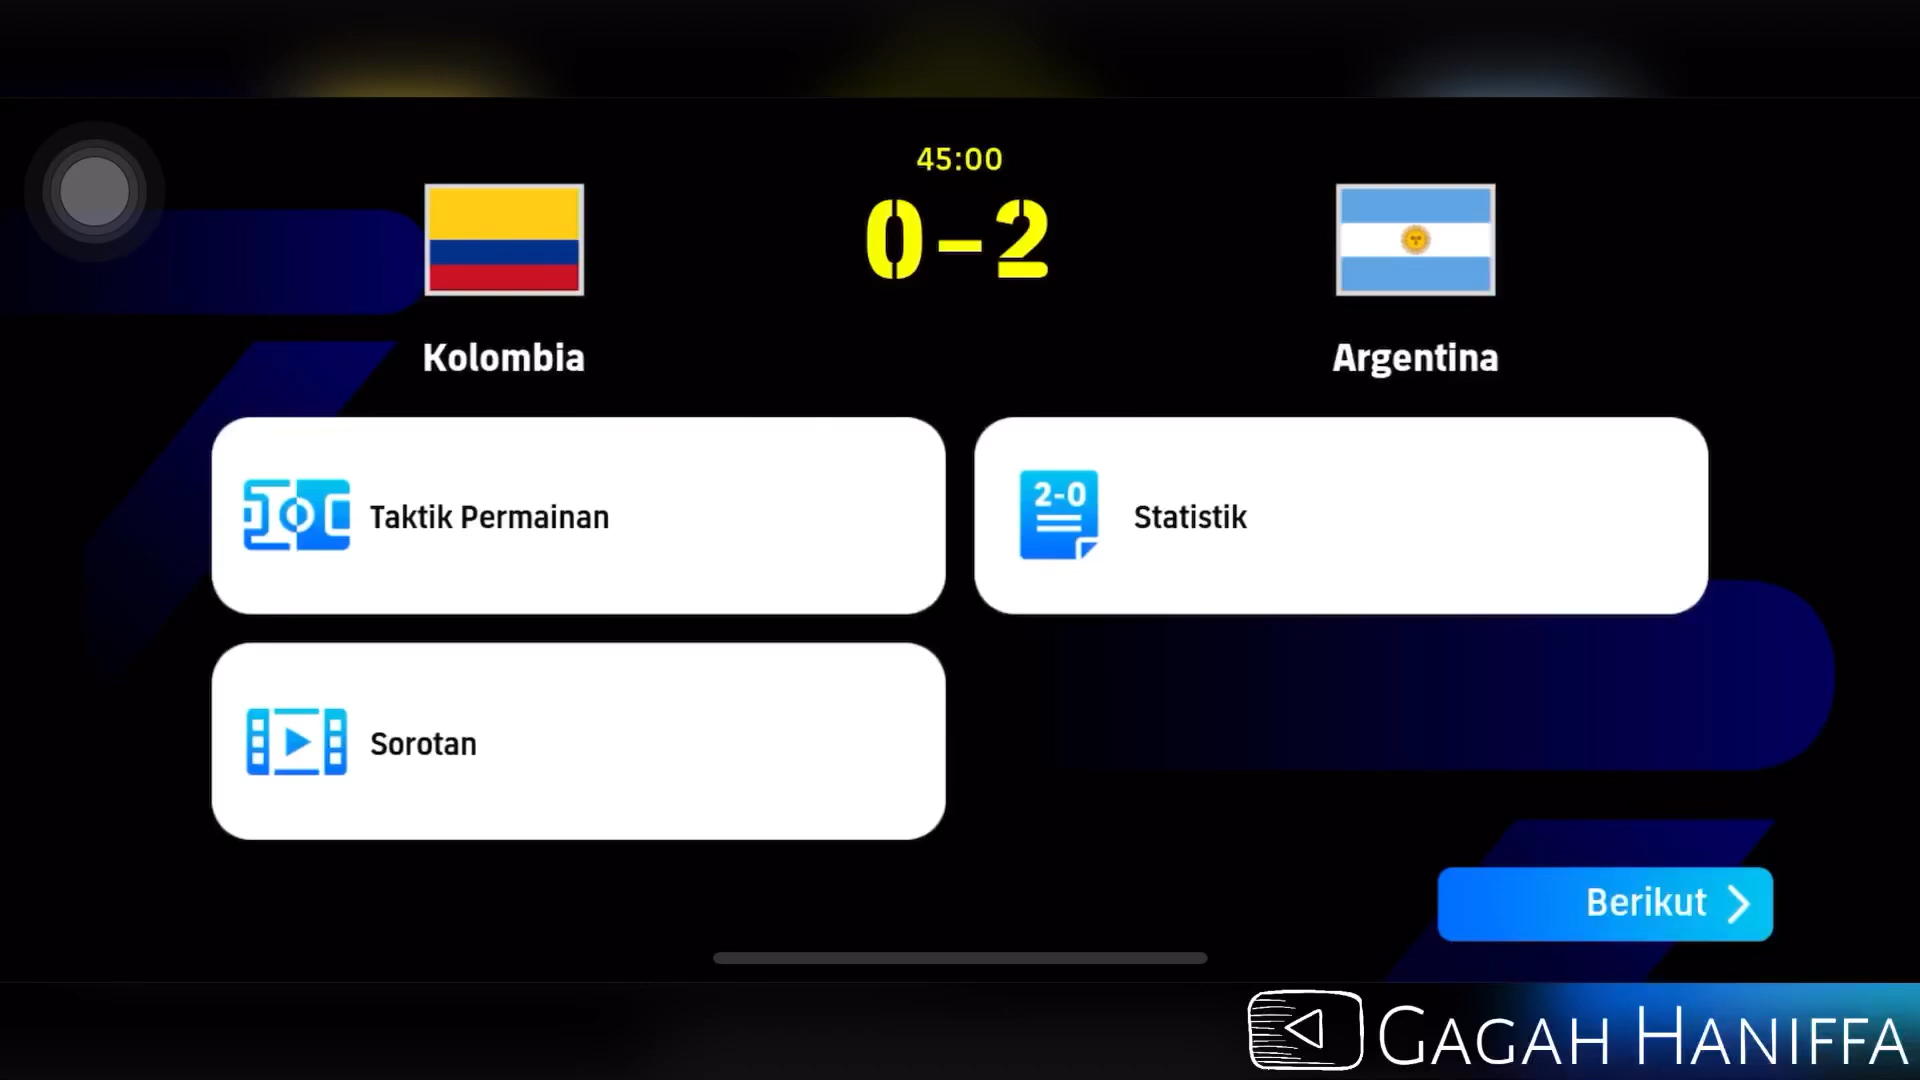 45:00
0-2
Kolombia
Argentina
Taktik Permainan
2-0
Statistik
Sorotan
Berikut
GAGAH HANIFFA